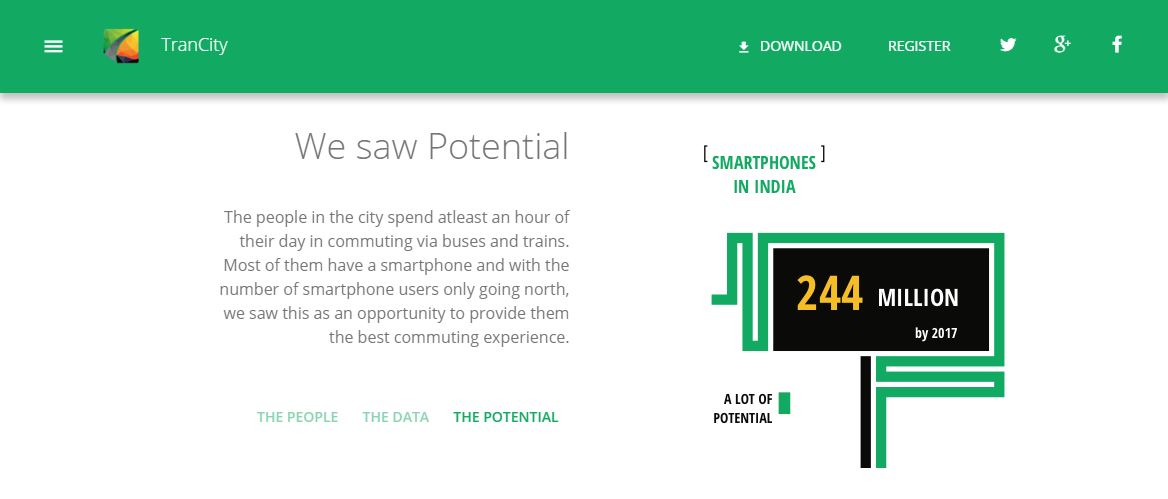 TranCity
DOWNLOAD
REGISTER
We saw Potential
The people in the city spend atleast an hour of
their day in commuting via buses and trains.
Most of them have a smartphone and with the
number of smartphone users only going north,
we saw this as an opportunity to provide them
the best commuting experience.
THE PEOPLE
THE DATA
THE POTENTIAL
[ SMARTPHONES ]
IN INDIA
244 MILLION
by 2017
A LOT OF
POTENTIAL